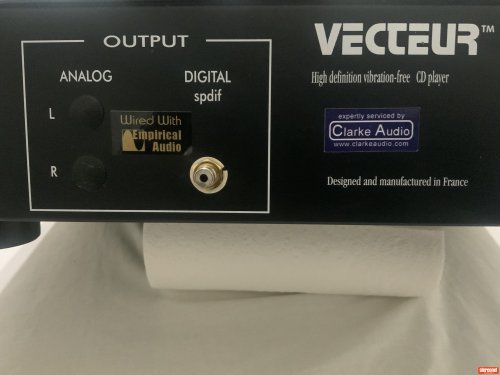 OUTPUT
ANALOG
DIGITAL
spdif
L
R
Wired With
Empirical
Audio
VECTEUR™
High definition vibration-free CD player
expertly serviced by
Clarke Audio
www.clarkeaudio.com
Designed and manufactured in France